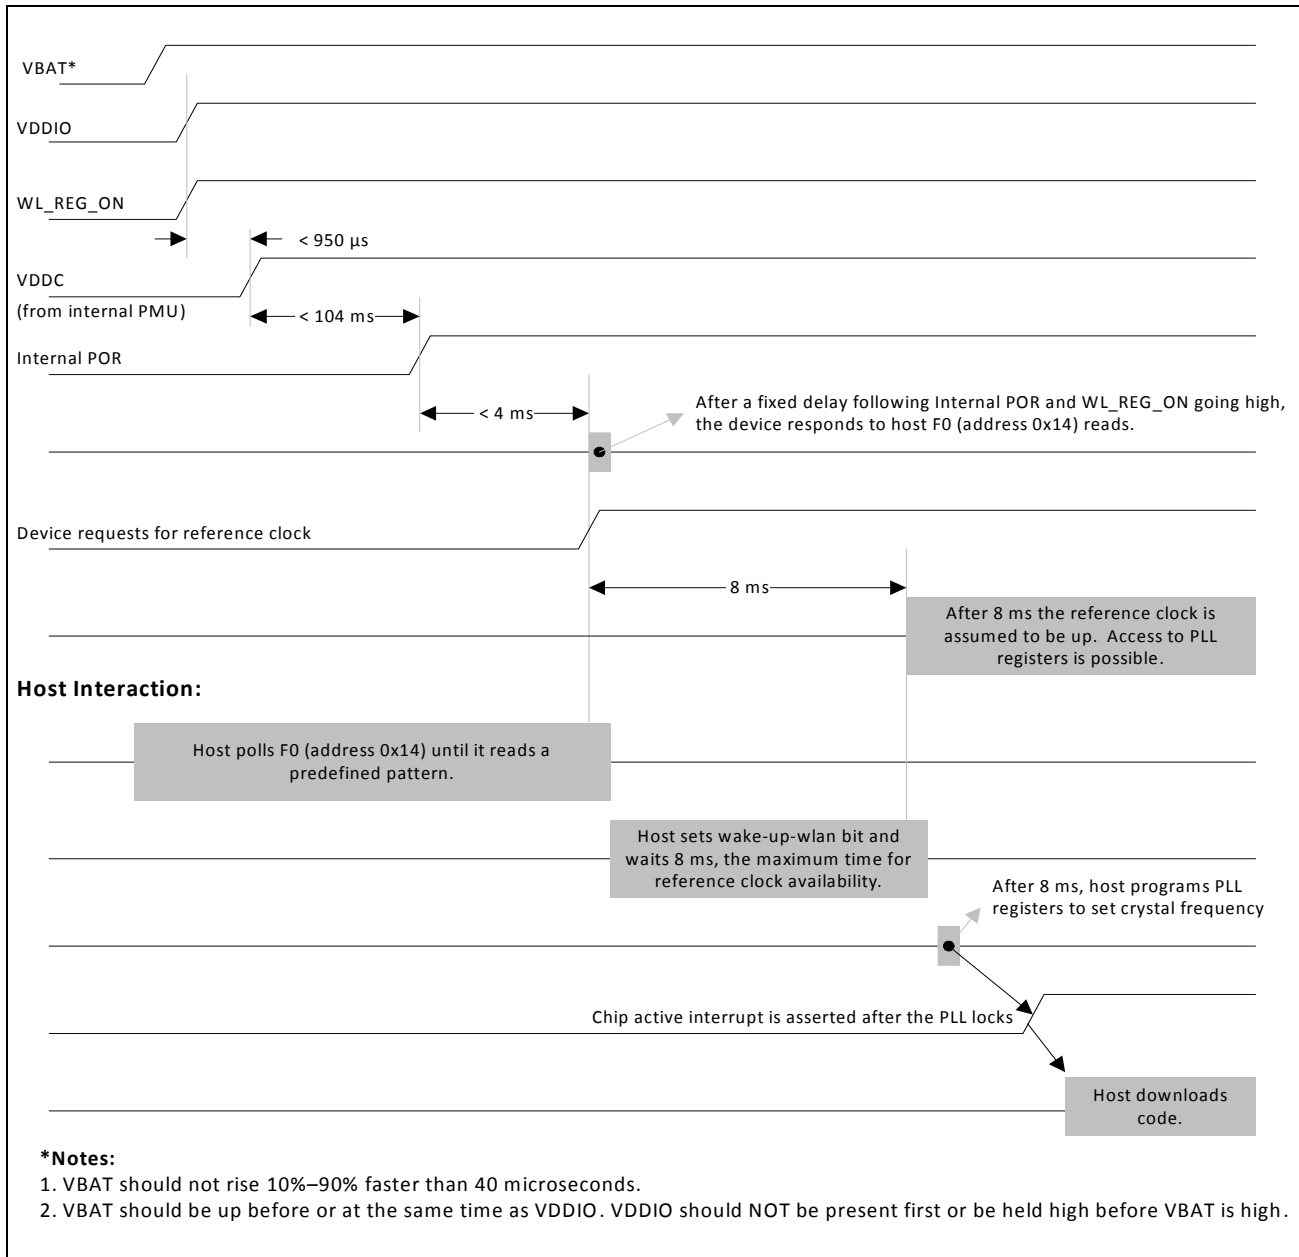 VBAT*
VDDIO
WL_REG_ON
< 950 µs
VDDC
(from internal PMU)
< 104 ms
Internal POR
< 4 ms
After a fixed delay following Internal POR and WL_REG_ON going high,
the device responds to host F0 (address 0x14) reads.
Device requests for reference clock
8 ms
After 8 ms the reference clock is
assumed to be up. Access to PLL
registers is possible.
Host Interaction:
Host polls F0 (address 0x14) until it reads a
predefined pattern.
Host sets wake-up-wlan bit and
waits 8 ms, the maximum time for
reference clock availability.
After 8 ms, host programs PLL
registers to set crystal frequency
Chip active interrupt is asserted after the PLL locks
Host downloads
code.
*Notes:
1. VBAT should not rise 10%–90% faster than 40 microseconds.
2. VBAT should be up before or at the same time as VDDIO. VDDIO should NOT be present first or be held high before VBAT is high.